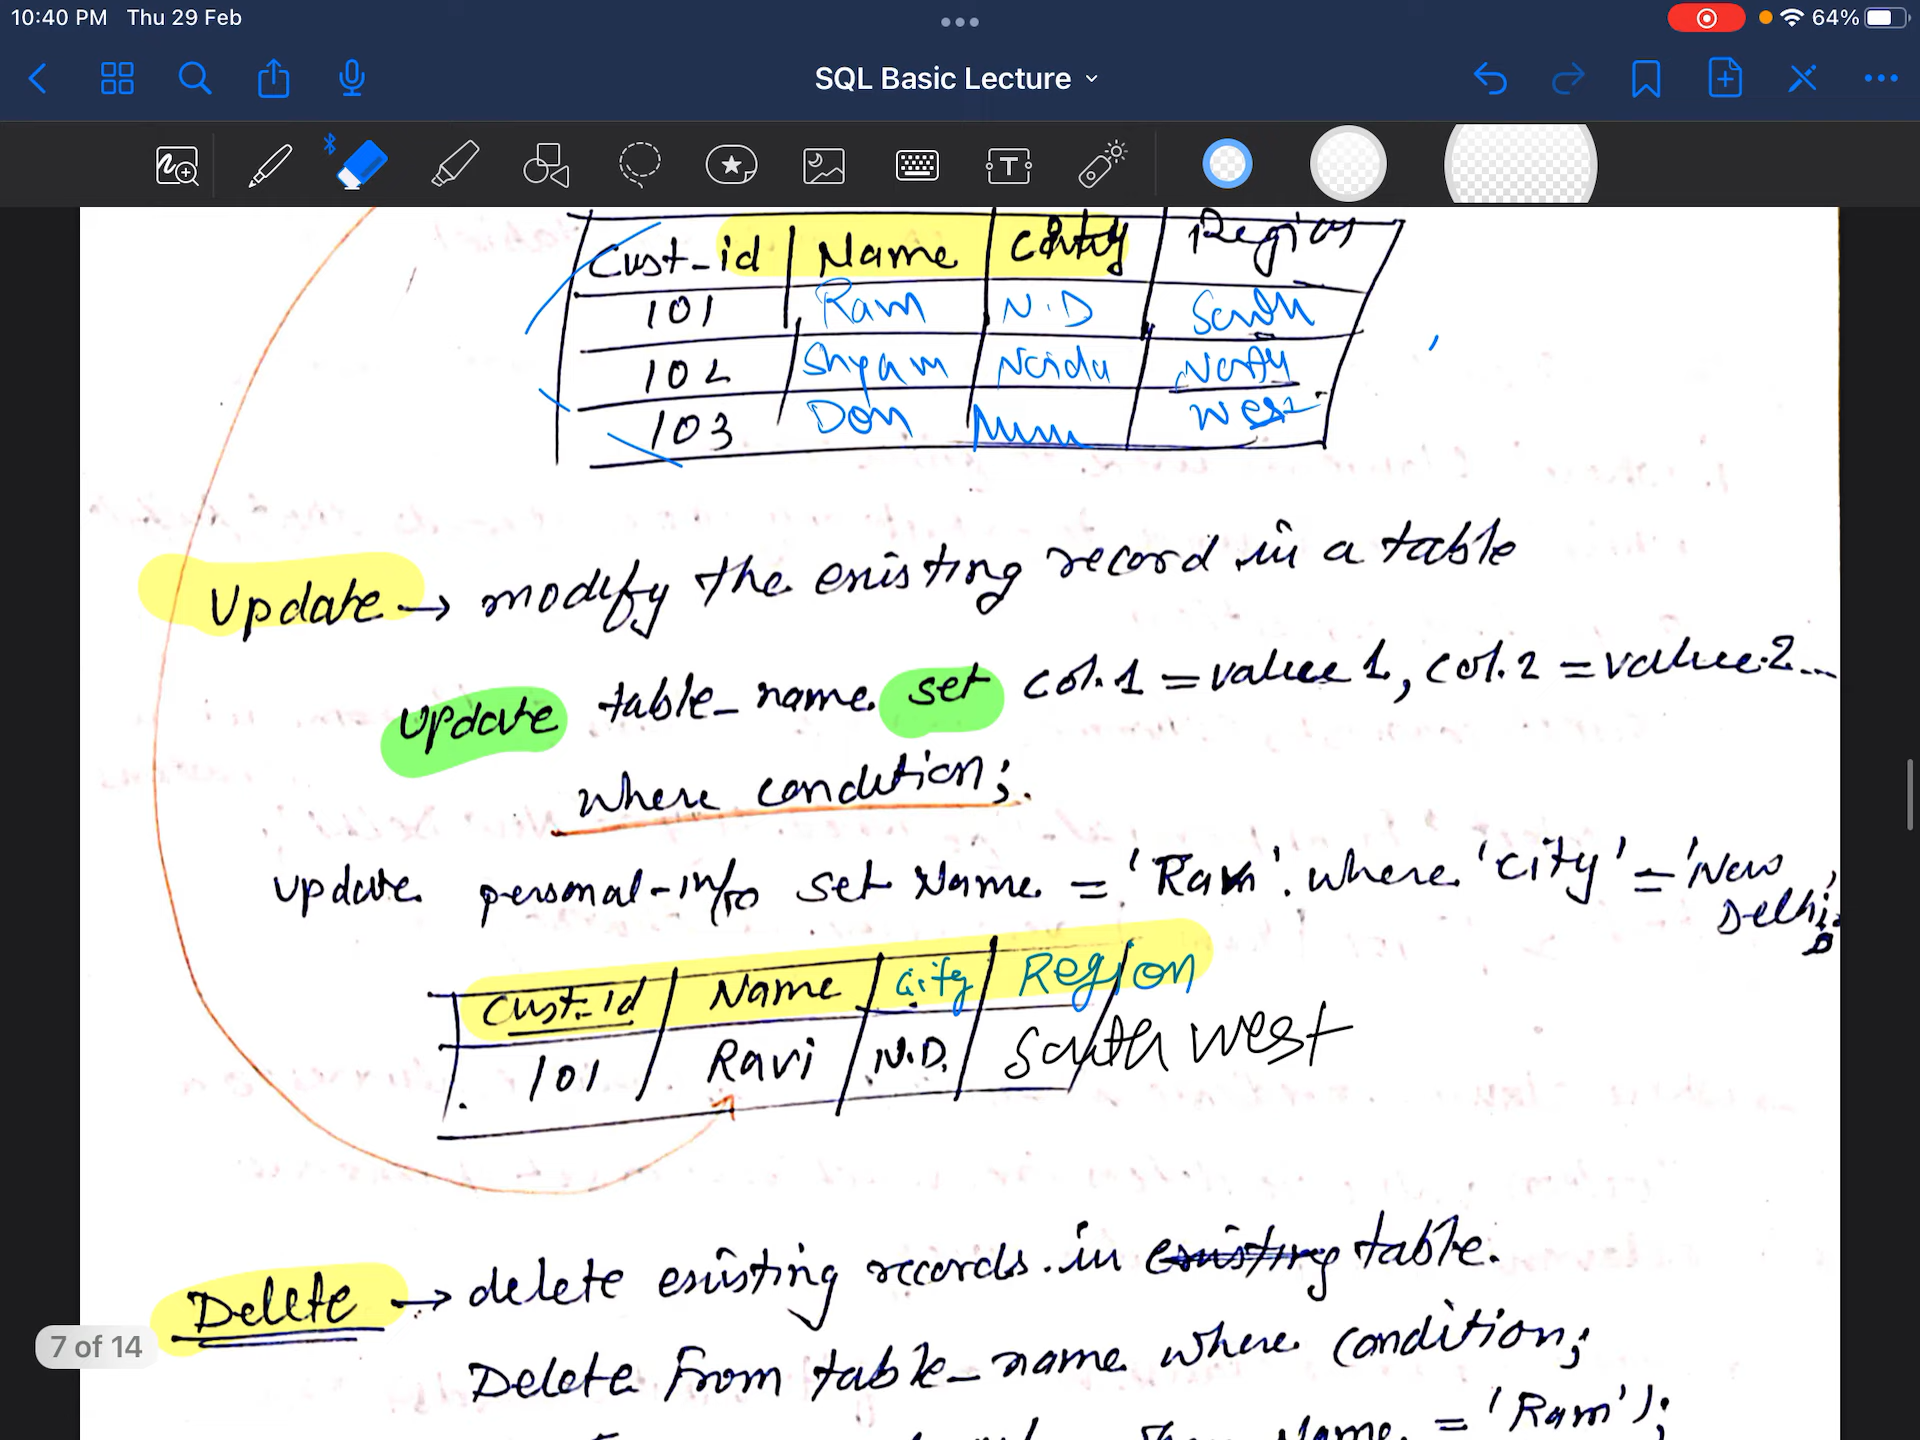 10:40 PM Thu 29 Feb
64%
SQL Basic Lecture
T
Cust-id Name City Region
101 Ram N.D South
102 Shyam Noida North
103 Don Mum West
Update → modify the existing record in a table
Update table_name set col.1 = value 1, col.2 = value.2...
where condition;
update personal-info set Name = 'Ram' where 'city' = 'New Delhi';
Cust-id Name City Region
101 Ravi N.D. South West
Delete → delete existing records in existing table.
Delete From table_name where condition;
Name = 'Ram');
7 of 14